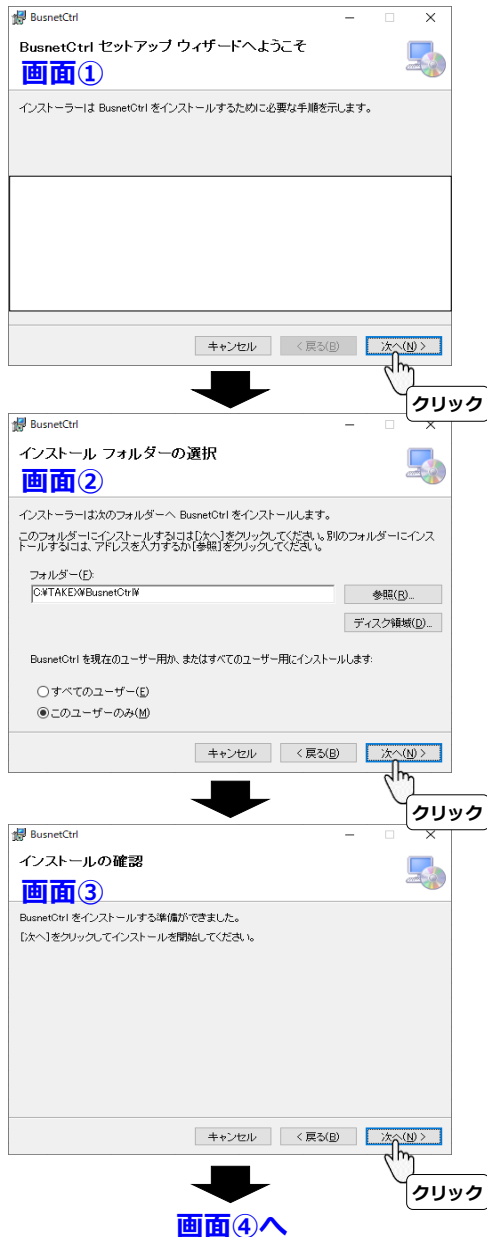 BusnetCtrl
BusnetCtrl セットアップ ウィザードへようこそ
画面①
インストーラーは BusnetCtrl をインストールするために必要な手順を示します。
キャンセル
< 戻る(B)
次へ(N) >
クリック
BusnetCtrl
インストール フォルダーの選択
画面②
インストーラーは次のフォルダーへ BusnetCtrl をインストールします。
このフォルダーにインストールするには[次へ]をクリックしてください。別のフォルダーにインス
トールするには、アドレスを入力するか[参照]をクリックしてください。
フォルダー(F):
C:¥TAKEX¥BusnetCtrl¥
参照(R)...
ディスク領域(D)...
BusnetCtrl を現在のユーザー用か、またはすべてのユーザー用にインストールします:
すべてのユーザー(E)
このユーザーのみ(M)
キャンセル
< 戻る(B)
次へ(N) >
クリック
BusnetCtrl
インストールの確認
画面③
BusnetCtrl をインストールする準備ができました。
[次へ]をクリックしてインストールを開始してください。
キャンセル
< 戻る(B)
次へ(N) >
クリック
画面④へ